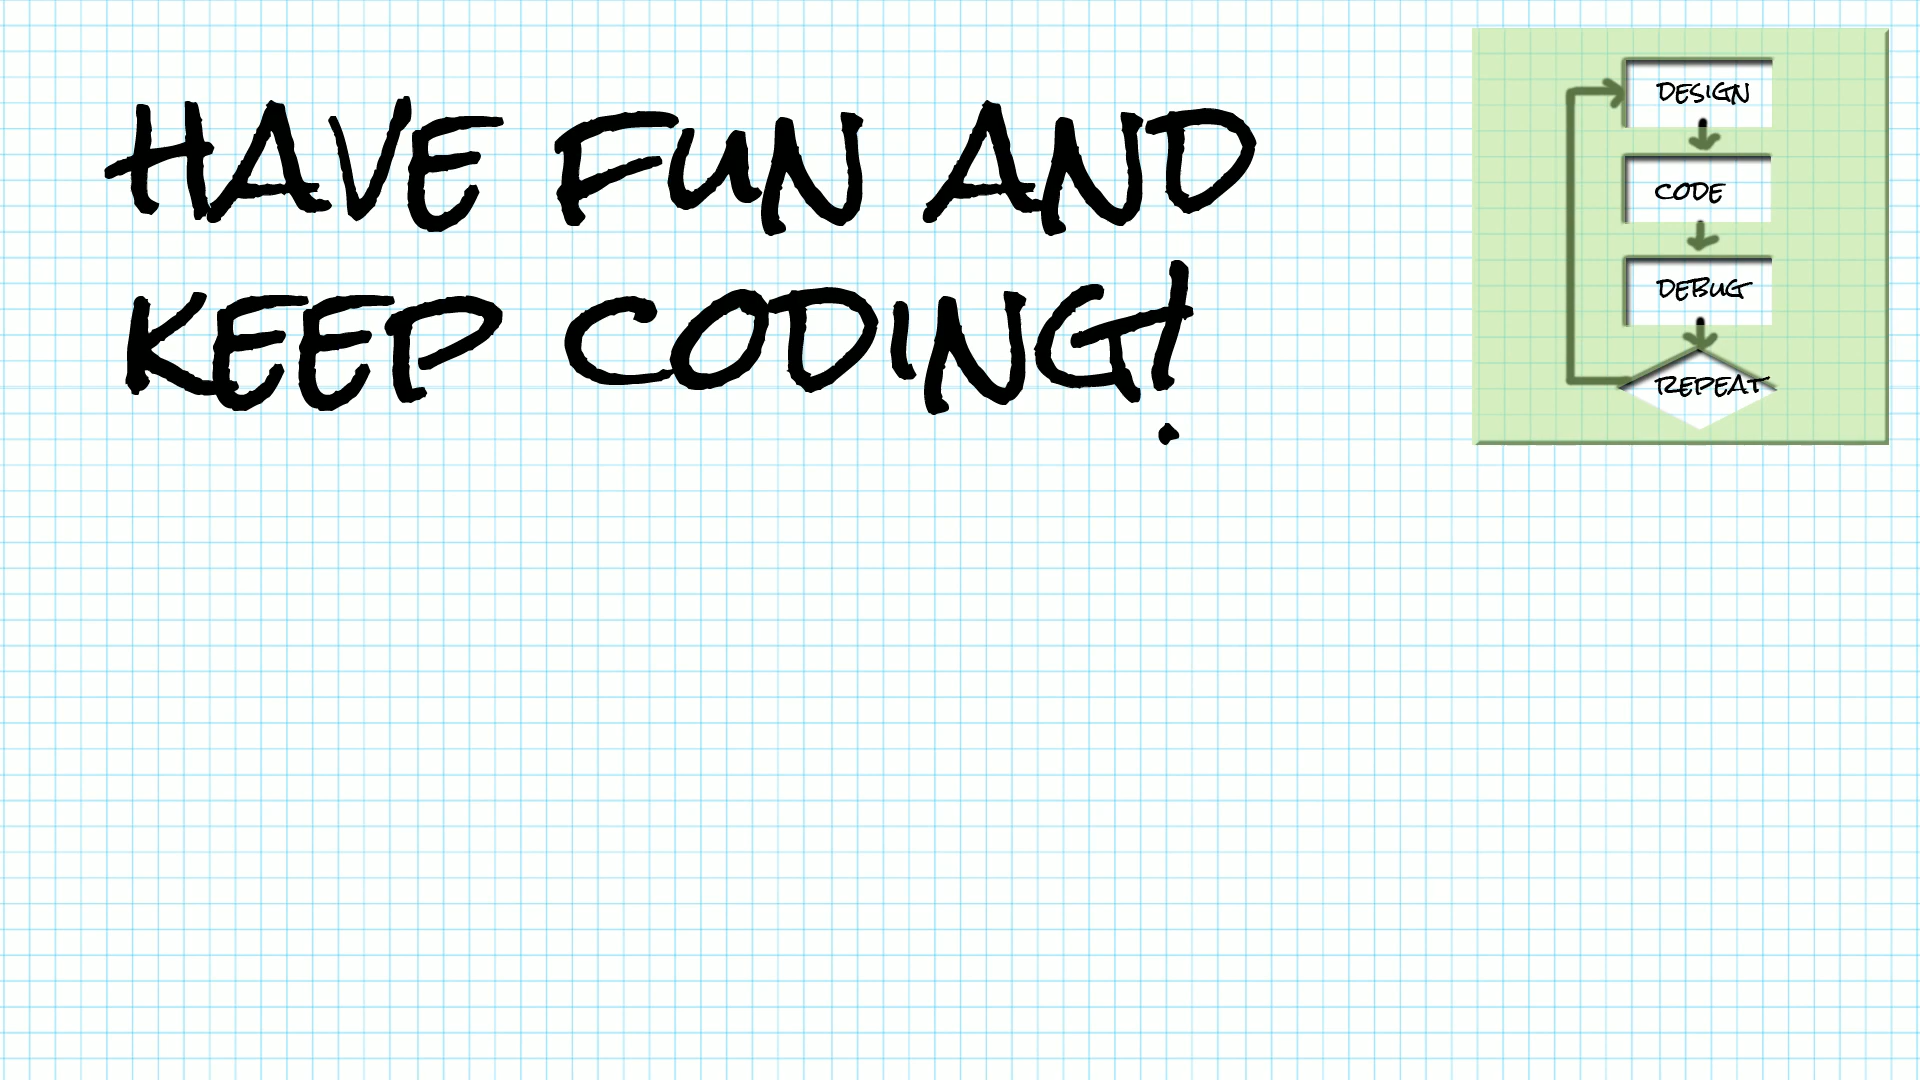 HAVE FUN AND
KEEP CODING!
DESIGN
CODE
DEBUG
REPEAT